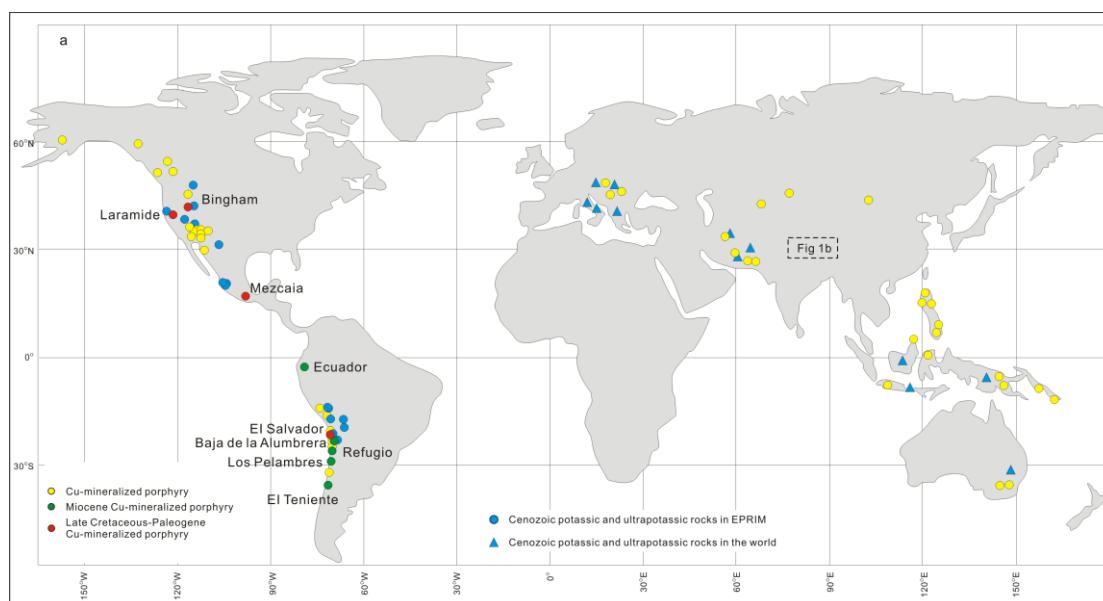 a
60°N
30°N
0°
30°S
Bingham
Laramide
Mezcaia
Fig 1b
Ecuador
El Salvador
Baja de la Alumbrera
Refugio
Los Pelambres
El Teniente
Cu-mineralized porphyry
Miocene Cu-mineralized porphyry
Late Cretaceous-Paleogene
Cu-mineralized porphyry
Cenozoic potassic and ultrapotassic rocks in EPRIM
Cenozoic potassic and ultrapotassic rocks in the world
150°W
120°W
90°W
60°W
30°W
0°
30°E
60°E
90°E
120°E
150°E